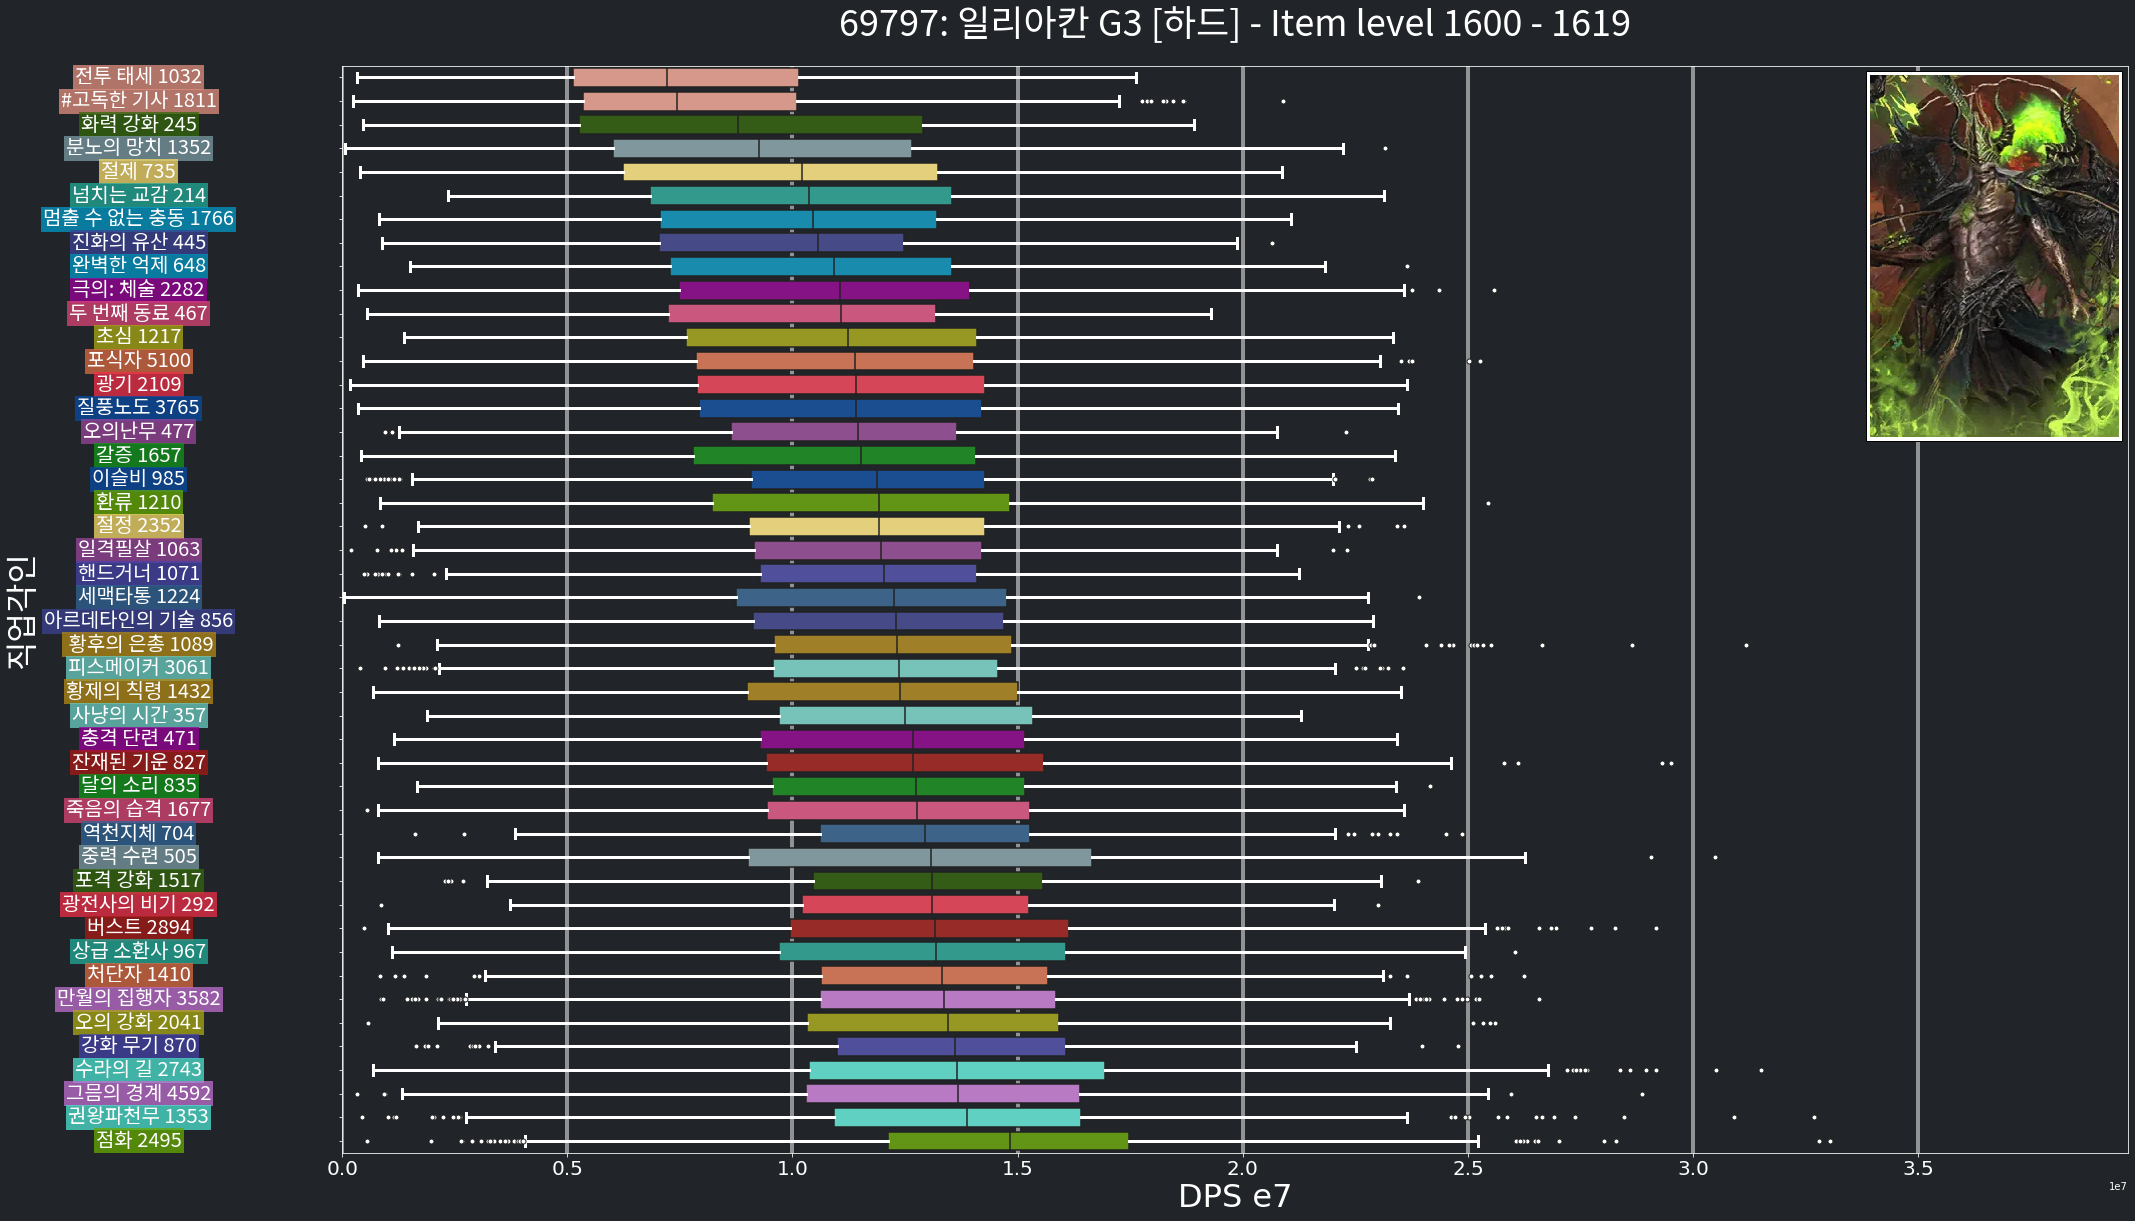 69797: 일리아칸 G3 [하드] - Item level 1600 - 1619
전투 태세 1032
#고독한 기사 1811
화력 강화 245
분노의 망치 1352
절제 735
넘치는 교감 214
멈출 수 없는 충동 1766
진화의 유산 445
완벽한 억제 648
극의: 체술 2282
두 번째 동료 467
초심 1217
포식자 5100
광기 2109
질풍노도 3765
오의난무 477
갈증 1657
이슬비 985
환류 1210
절정 2352
일격필살 1063
핸드거너 1071
세맥타통 1224
아르데타인의 기술 856
황후의 은총 1089
피스메이커 3061
황제의 칙령 1432
사냥의 시간 357
충격 단련 471
잔재된 기운 827
달의 소리 835
죽음의 습격 1677
역천지체 704
중력 수련 505
포격 강화 1517
광전사의 비기 292
버스트 2894
상급 소환사 967
처단자 1410
만월의 집행자 3582
오의 강화 2041
강화 무기 870
수라의 길 2743
그믐의 경계 4592
권왕파천무 1353
점화 2495
직업각인
0.0 0.5 1.0 1.5 2.0 2.5 3.0 3.5
DPS e7
1e7